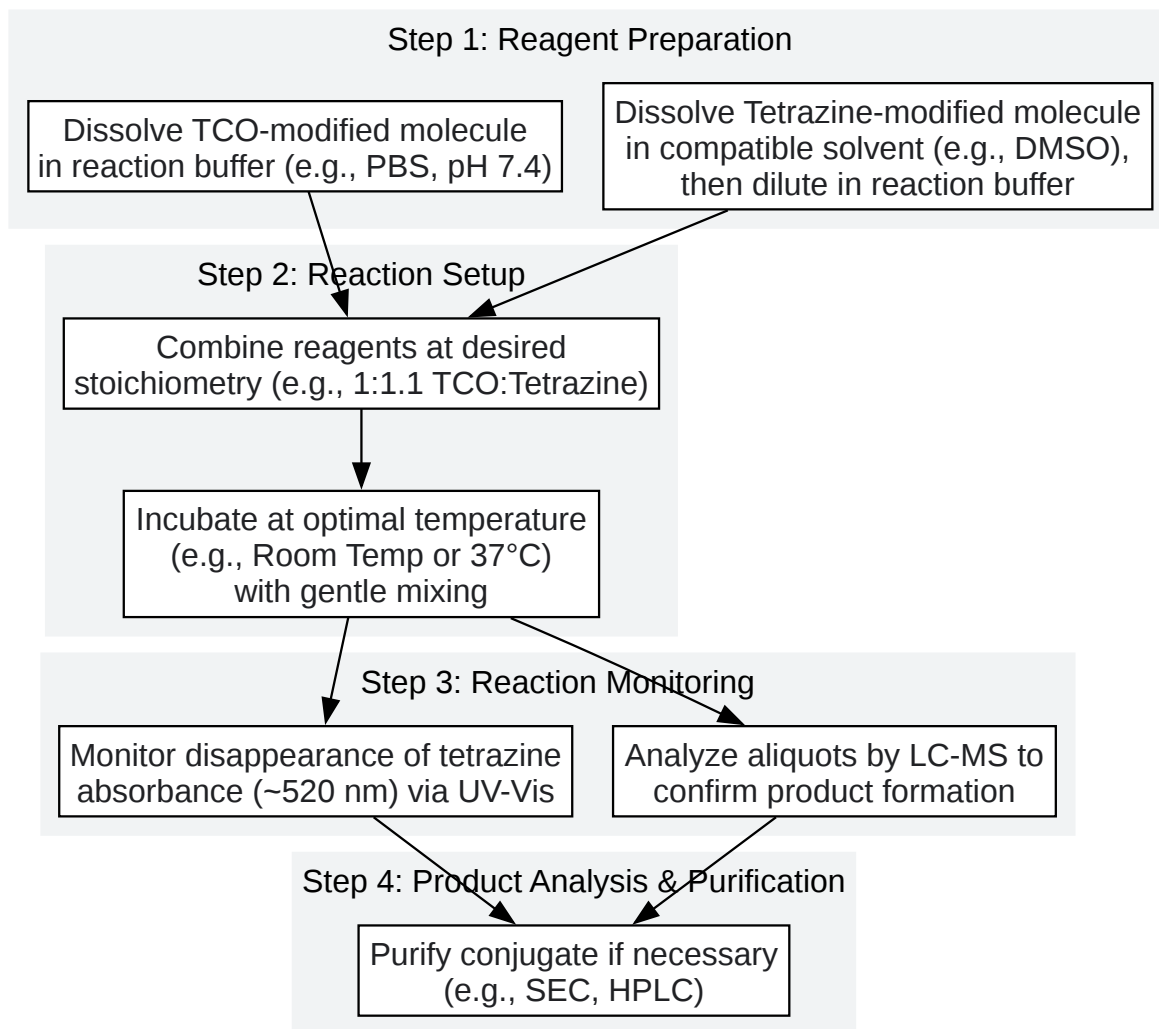 Step 1: Reagent Preparation
Dissolve TCO-modified molecule
in reaction buffer (e.g., PBS, pH 7.4)
Dissolve Tetrazine-modified molecule
in compatible solvent (e.g., DMSO),
then dilute in reaction buffer
Step 2: Reaction Setup
Combine reagents at desired
stoichiometry (e.g., 1:1.1 TCO:Tetrazine)
Incubate at optimal temperature
(e.g., Room Temp or 37°C)
with gentle mixing
Step 3: Reaction Monitoring
Monitor disappearance of tetrazine
absorbance (~520 nm) via UV-Vis
Analyze aliquots by LC-MS to
confirm product formation
Step 4: Product Analysis & Purification
Purify conjugate if necessary
(e.g., SEC, HPLC)